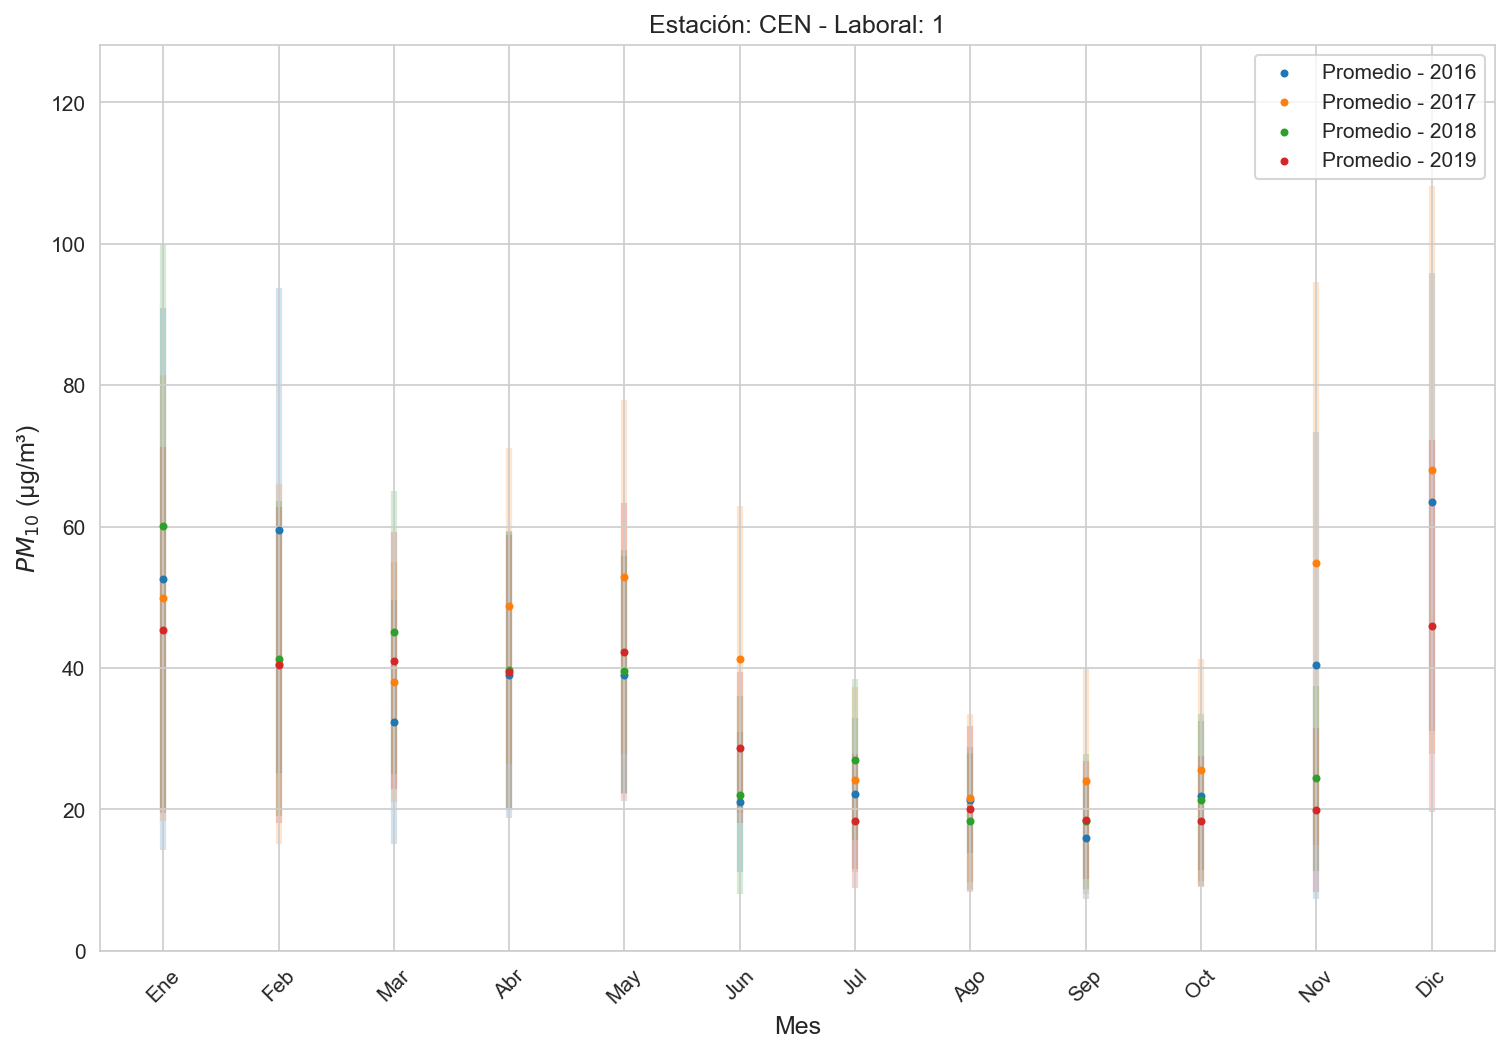 Estación: CEN - Laboral: 1
Promedio - 2016
Promedio - 2017
Promedio - 2018
Promedio - 2019
120
100
80
60
40
20
0
PM₁₀ (µg/m³)
Ene Feb Mar Abr May Jun Jul Ago Sep Oct Nov Dic
Mes